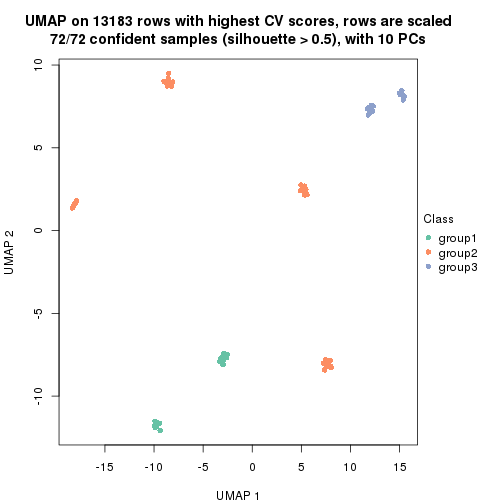 UMAP on 13183 rows with highest CV scores, rows are scaled
72/72 confident samples (silhouette > 0.5), with 10 PCs
10
5
0
-5
-10
UMAP 2
-15
-10
-5
0
5
10
15
UMAP 1
Class
group1
group2
group3